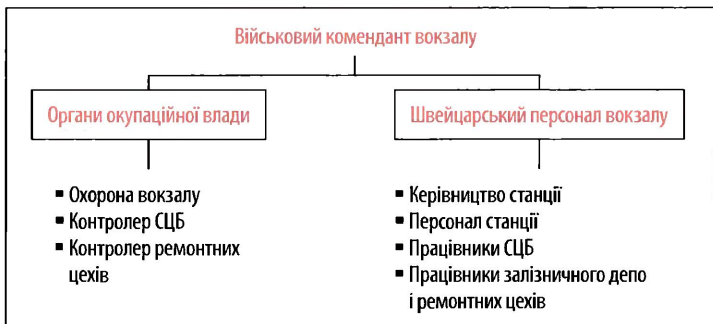 Військовий комендант вокзалу
Органи окупаційної влади
Швейцарський персонал вокзалу
▪ Охорона вокзалу
▪ Контролер СЦБ
▪ Контролер ремонтних
цехів
▪ Керівництво станції
▪ Персонал станції
▪ Працівники СЦБ
▪ Працівники залізничного депо
і ремонтних цехів